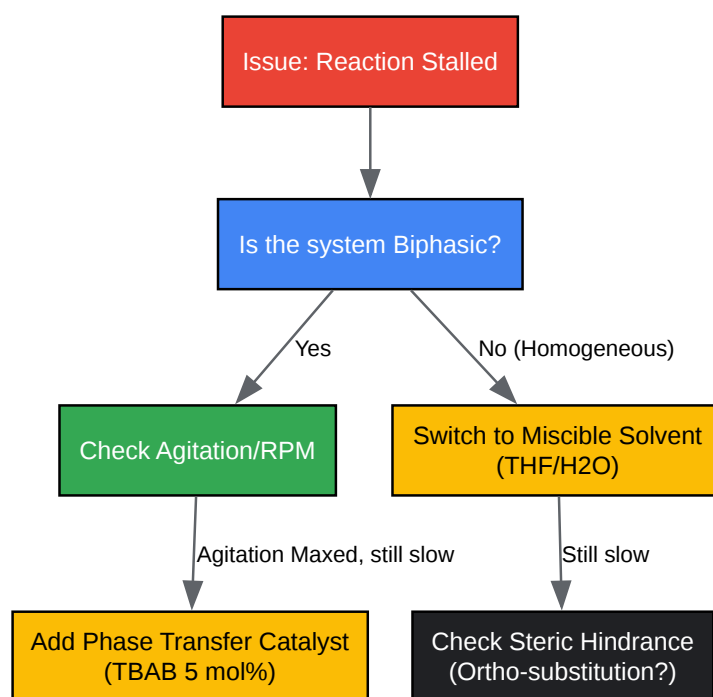 Issue: Reaction Stalled
Is the system Biphasic?
Yes
No (Homogeneous)
Check Agitation/RPM
Switch to Miscible Solvent
(THF/H2O)
Agitation Maxed, still slow
Still slow
Add Phase Transfer Catalyst
(TBAB 5 mol%)
Check Steric Hindrance
(Ortho-substitution?)